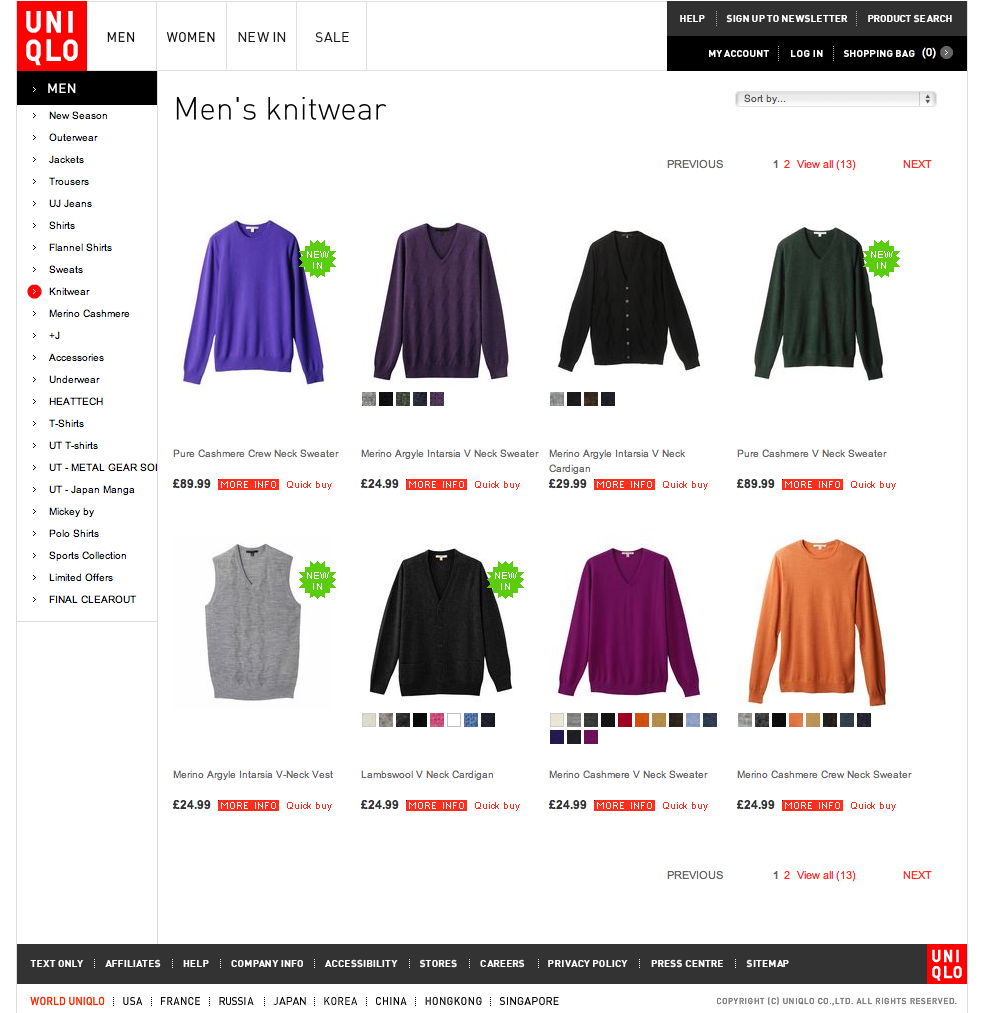 UNI
QLO
MEN
WOMEN
NEW IN
SALE
HELP
SIGN UP TO NEWSLETTER
PRODUCT SEARCH
MY ACCOUNT
LOG IN
SHOPPING BAG (0)
MEN
New Season
Outerwear
Jackets
Trousers
UJ Jeans
Shirts
Flannel Shirts
Sweats
Knitwear
Merino Cashmere
+J
Accessories
Underwear
HEATTECH
T-Shirts
UT T-shirts
UT - METAL GEAR SOI
UT - Japan Manga
Mickey by
Polo Shirts
Sports Collection
Limited Offers
FINAL CLEAROUT
Men's knitwear
Sort by...
PREVIOUS 1 2 View all (13) NEXT
NEW
IN
NEW
IN
Pure Cashmere Crew Neck Sweater
£89.99 MORE INFO Quick buy
Merino Argyle Intarsia V Neck Sweater
£24.99 MORE INFO Quick buy
Merino Argyle Intarsia V Neck
Cardigan
£29.99 MORE INFO Quick buy
Pure Cashmere V Neck Sweater
£89.99 MORE INFO Quick buy
NEW
IN
NEW
IN
Merino Argyle Intarsia V-Neck Vest
£24.99 MORE INFO Quick buy
Lambswool V Neck Cardigan
£24.99 MORE INFO Quick buy
Merino Cashmere V Neck Sweater
£24.99 MORE INFO Quick buy
Merino Cashmere Crew Neck Sweater
£24.99 MORE INFO Quick buy
PREVIOUS 1 2 View all (13) NEXT
TEXT ONLY AFFILIATES HELP COMPANY INFO ACCESSIBILITY STORES CAREERS PRIVACY POLICY PRESS CENTRE SITEMAP
UNI
QLO
WORLD UNIQLO USA FRANCE RUSSIA JAPAN KOREA CHINA HONGKONG SINGAPORE
COPYRIGHT (C) UNIQLO CO.,LTD. ALL RIGHTS RESERVED.